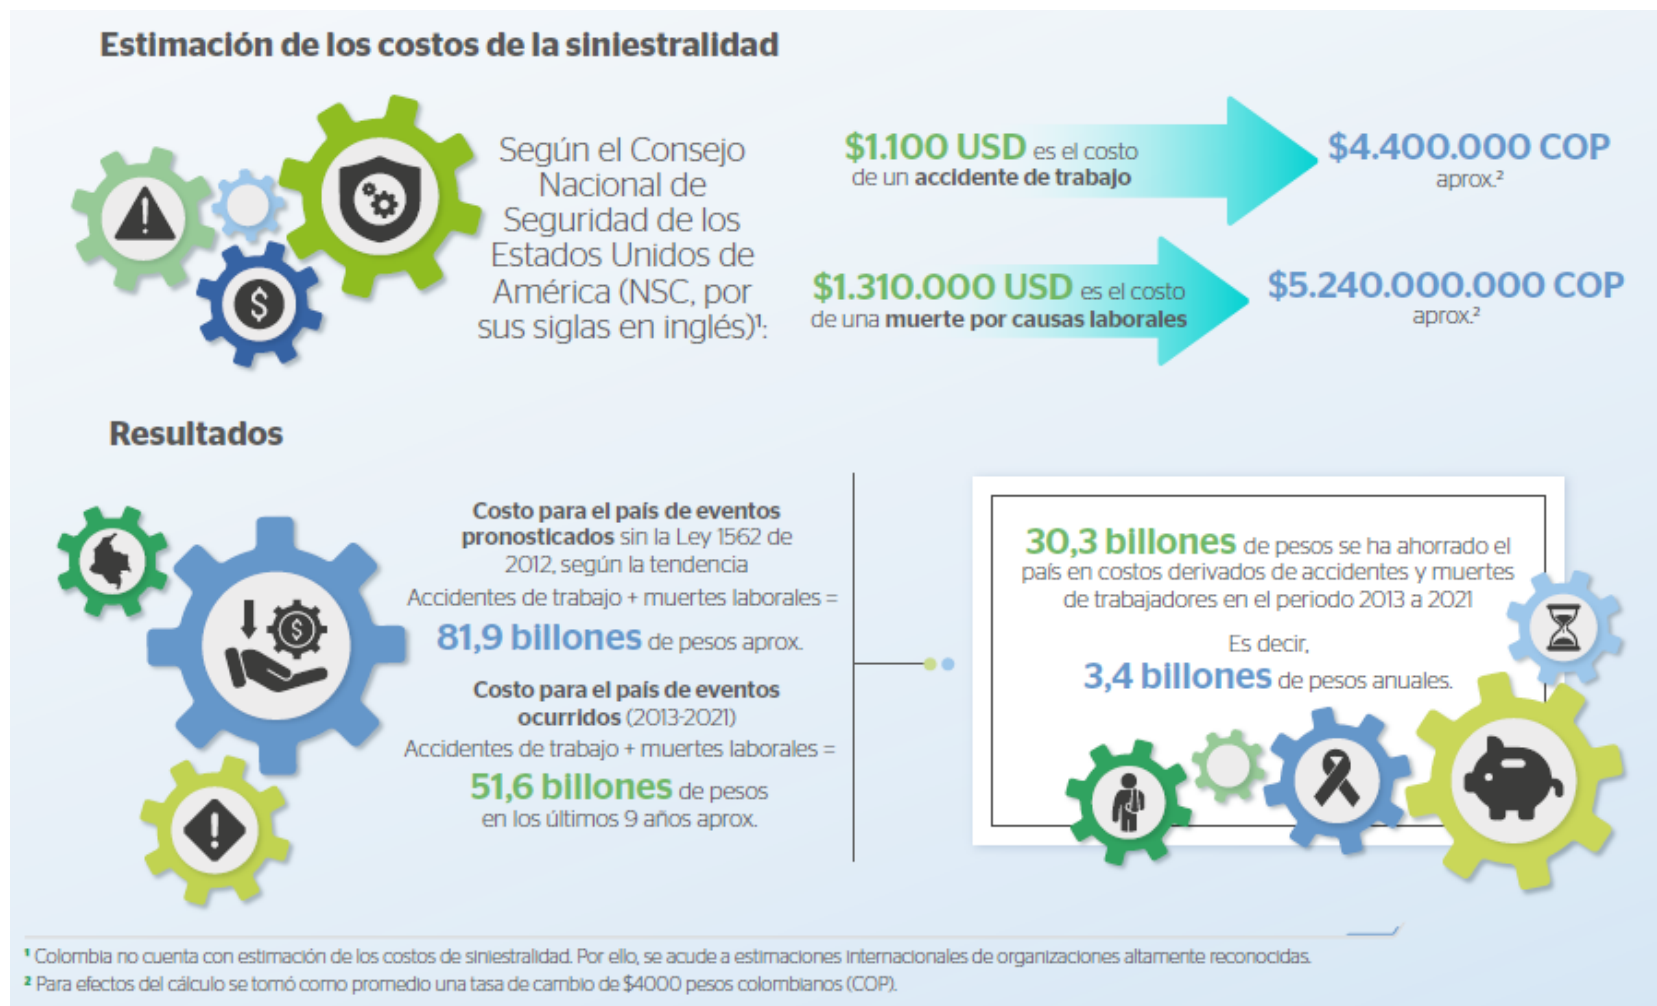 Estimación de los costos de la siniestralidad
Según el Consejo
Nacional de
Seguridad de los
Estados Unidos de
América (NSC, por
sus siglas en inglés)¹:
$1.100 USD es el costo
de un accidente de trabajo
$4.400.000 COP
aprox.²
$1.310.000 USD es el costo
de una muerte por causas laborales
$5.240.000.000 COP
aprox.²
Resultados
Costo para el país de eventos
pronosticados sin la Ley 1562 de
2012, según la tendencia
Accidentes de trabajo + muertes laborales =
81,9 billones de pesos aprox.
Costo para el país de eventos
ocurridos (2013-2021)
Accidentes de trabajo + muertes laborales =
51,6 billones de pesos
en los últimos 9 años aprox.
30,3 billones de pesos se ha ahorrado el
país en costos derivados de accidentes y muertes
de trabajadores en el periodo 2013 a 2021
Es decir,
3,4 billones de pesos anuales.
¹ Colombia no cuenta con estimación de los costos de siniestralidad. Por ello, se acude a estimaciones internacionales de organizaciones altamente reconocidas.
² Para efectos del cálculo se tomó como promedio una tasa de cambio de $4000 pesos colombianos (COP).